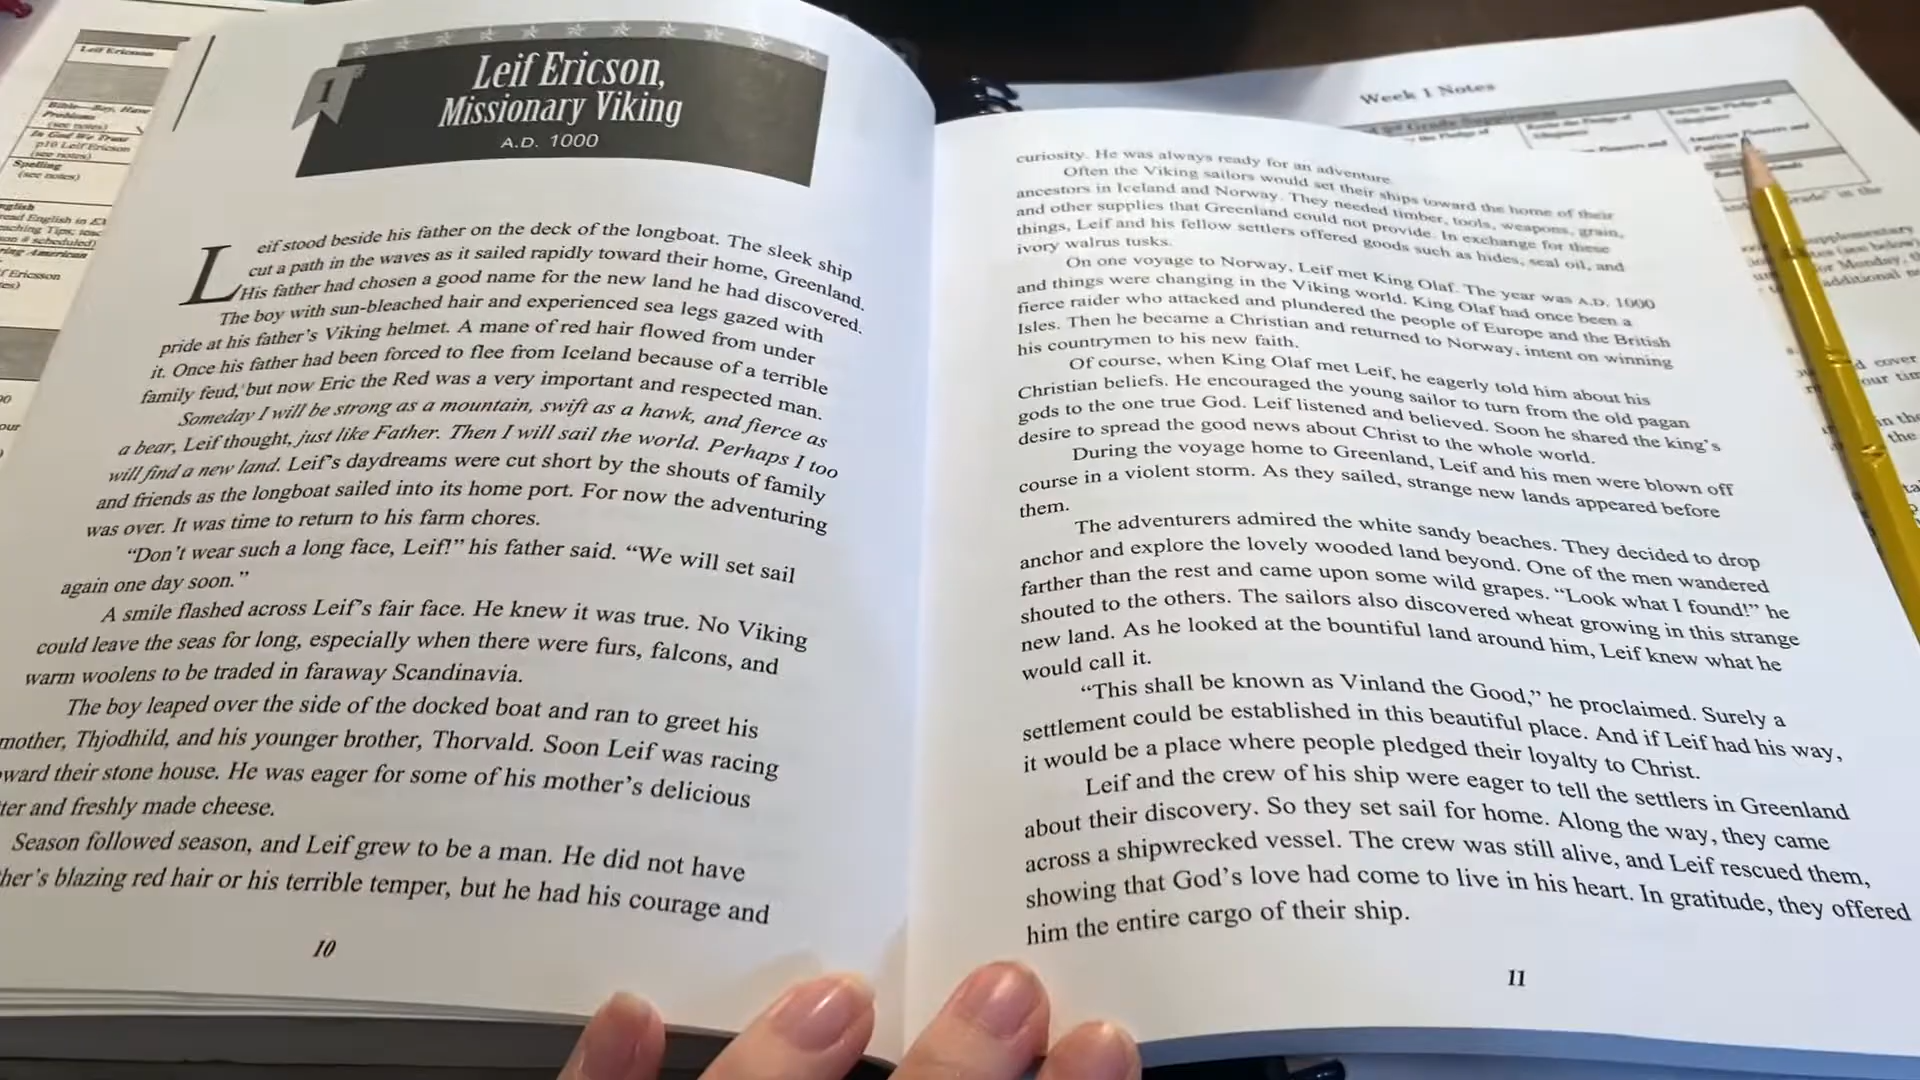 Leif Ericson
Bible—Boy, Have
Problems
(see notes)
In God We Trust
p10 Leif Ericson
(see notes)
Spelling
(see notes)
1
Leif Ericson,
Missionary Viking
A.D. 1000
Leif stood beside his father on the deck of the longboat. The sleek ship
cut a path in the waves as it sailed rapidly toward their home, Greenland.
His father had chosen a good name for the new land he had discovered.
The boy with sun-bleached hair and experienced sea legs gazed with
pride at his father's Viking helmet. A mane of red hair flowed from under
it. Once his father had been forced to flee from Iceland because of a terrible
family feud, but now Eric the Red was a very important and respected man.
Someday I will be strong as a mountain, swift as a hawk, and fierce as
a bear, Leif thought, just like Father. Then I will sail the world. Perhaps I too
will find a new land. Leif's daydreams were cut short by the shouts of family
and friends as the longboat sailed into its home port. For now the adventuring
was over. It was time to return to his farm chores.
“Don't wear such a long face, Leif!” his father said. “We will set sail
again one day soon.”
A smile flashed across Leif's fair face. He knew it was true. No Viking
could leave the seas for long, especially when there were furs, falcons, and
warm woolens to be traded in faraway Scandinavia.
The boy leaped over the side of the docked boat and ran to greet his
mother, Thjodhild, and his younger brother, Thorvald. Soon Leif was racing
oward their stone house. He was eager for some of his mother's delicious
ter and freshly made cheese.
Season followed season, and Leif grew to be a man. He did not have
her's blazing red hair or his terrible temper, but he had his courage and
10
curiosity. He was always ready for an adventure.
Often the Viking sailors would set their ships toward the home of their
ancestors in Iceland and Norway. They needed timber, tools, weapons, grain,
and other supplies that Greenland could not provide. In exchange for these
things, Leif and his fellow settlers offered goods such as hides, seal oil, and
ivory walrus tusks.
On one voyage to Norway, Leif met King Olaf. The year was A.D. 1000
and things were changing in the Viking world. King Olaf had once been a
fierce raider who attacked and plundered the people of Europe and the British
Isles. Then he became a Christian and returned to Norway, intent on winning
his countrymen to his new faith.
Of course, when King Olaf met Leif, he eagerly told him about his
Christian beliefs. He encouraged the young sailor to turn from the old pagan
gods to the one true God. Leif listened and believed. Soon he shared the king's
desire to spread the good news about Christ to the whole world.
During the voyage home to Greenland, Leif and his men were blown off
course in a violent storm. As they sailed, strange new lands appeared before
them.
The adventurers admired the white sandy beaches. They decided to drop
anchor and explore the lovely wooded land beyond. One of the men wandered
farther than the rest and came upon some wild grapes. “Look what I found!” he
shouted to the others. The sailors also discovered wheat growing in this strange
new land. As he looked at the bountiful land around him, Leif knew what he
would call it.
“This shall be known as Vinland the Good,” he proclaimed. Surely a
settlement could be established in this beautiful place. And if Leif had his way,
it would be a place where people pledged their loyalty to Christ.
Leif and the crew of his ship were eager to tell the settlers in Greenland
about their discovery. So they set sail for home. Along the way, they came
across a shipwrecked vessel. The crew was still alive, and Leif rescued them,
showing that God's love had come to live in his heart. In gratitude, they offered
him the entire cargo of their ship.
11
Week 1 Notes